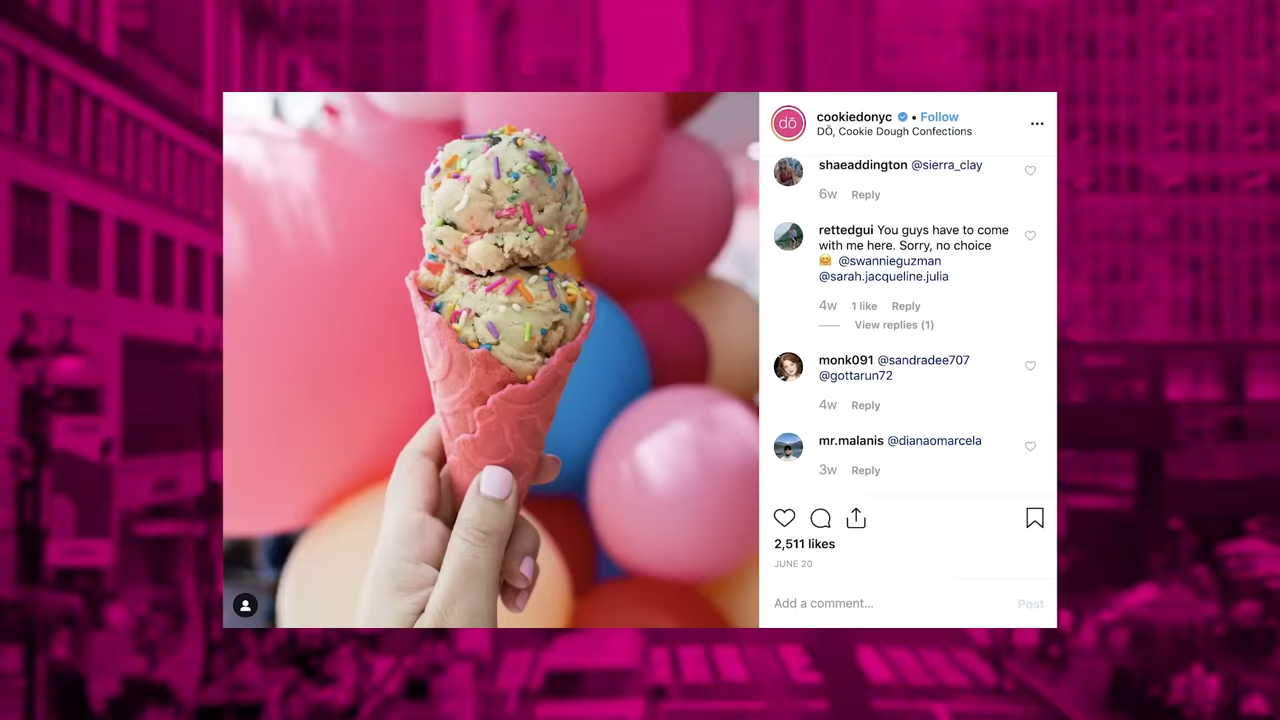 dō
cookiedonyc • Follow
DŌ, Cookie Dough Confections
shaeaddington @sierra_clay
6w Reply
rettedgui You guys have to come
with me here. Sorry, no choice
🤗 @swannieguzman
@sarah.jacqueline.julia
4w 1 like Reply
View replies (1)
monk091 @sandradee707
@gottarun72
4w Reply
mr.malanis @dianaomarcela
3w Reply
2,511 likes
JUNE 20
Add a comment... Post